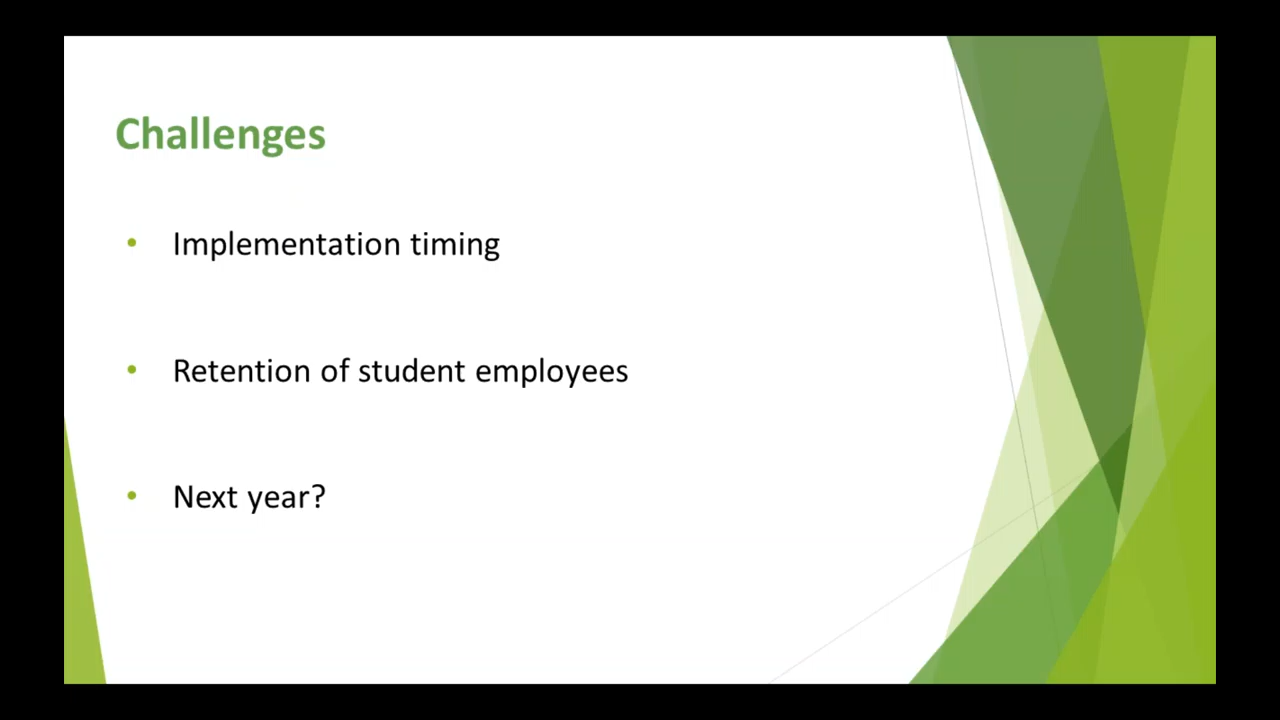 Challenges
• Implementation timing
• Retention of student employees
• Next year?